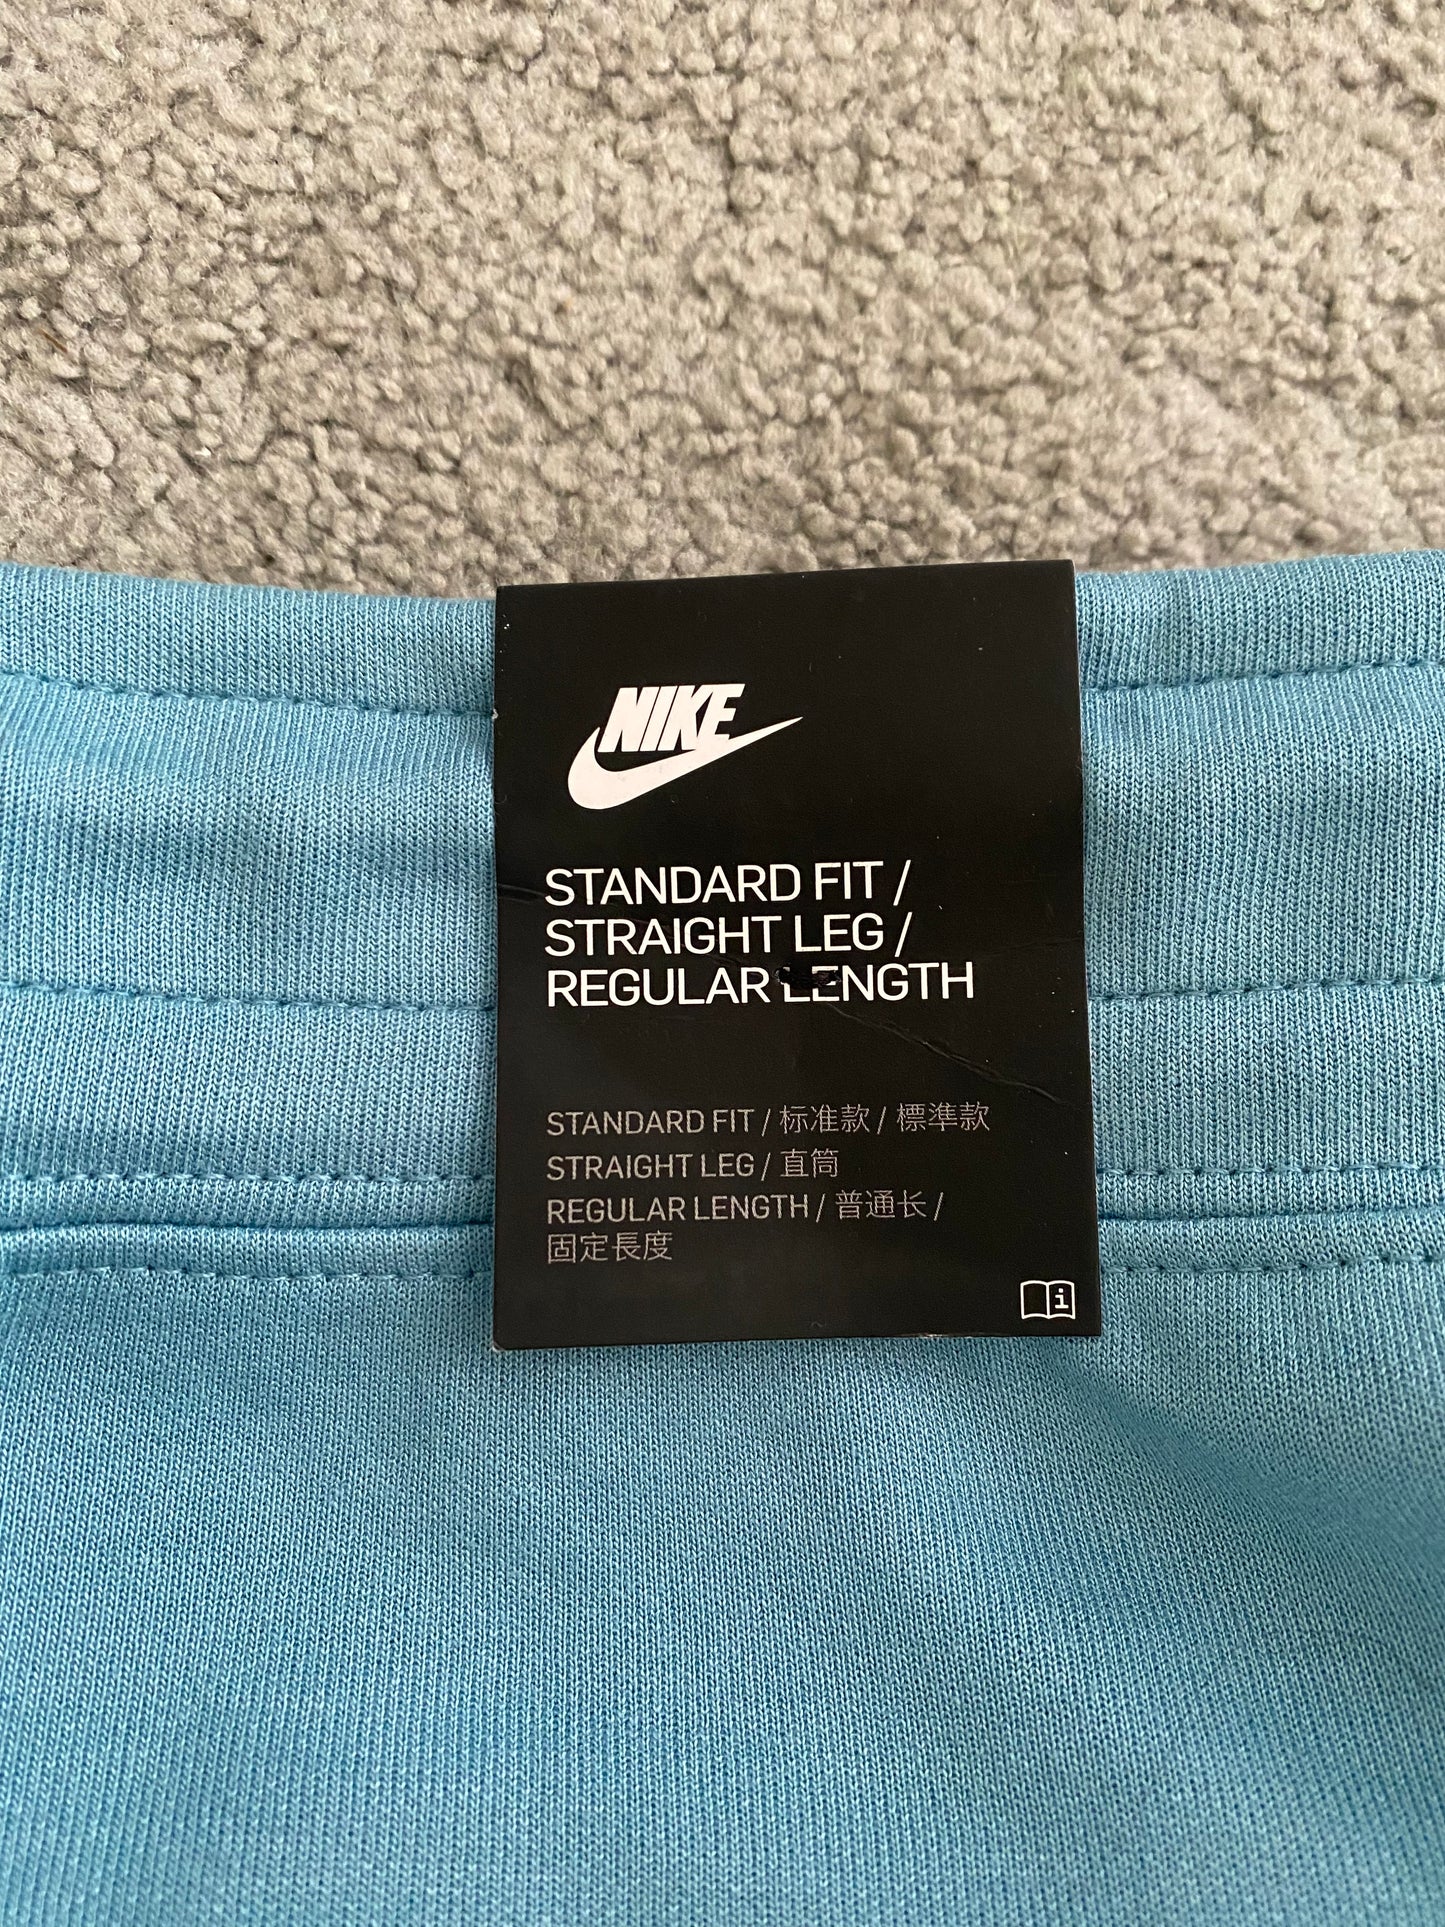 NIKE
STANDARD FIT /
STRAIGHT LEG /
REGULAR LENGTH
STANDARD FIT / 标准款 / 標準款
STRAIGHT LEG / 直筒
REGULAR LENGTH / 普通长 /
固定長度
i